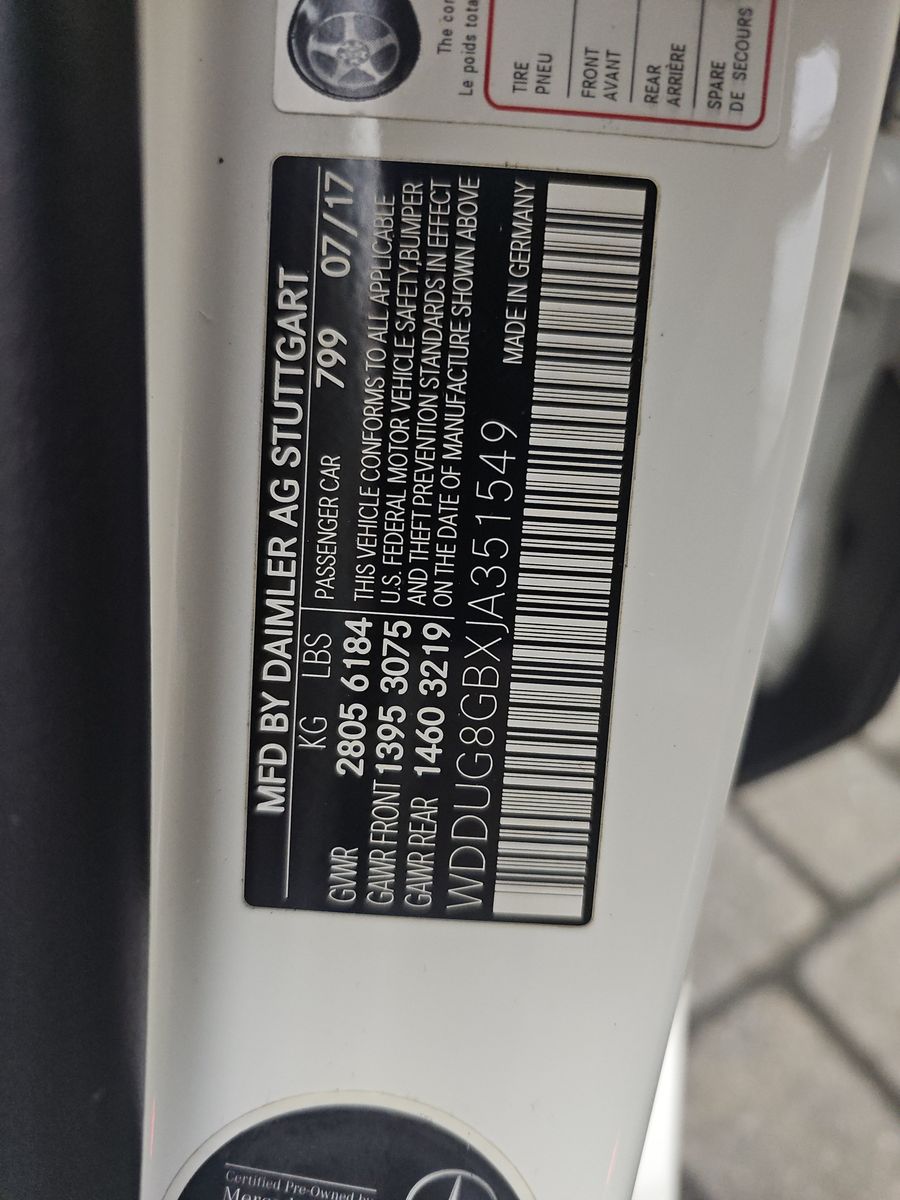 The cor
Le poids tota
TIRE
PNEU
FRONT
AVANT
REAR
ARRIÈRE
SPARE
DE SECOURS
MFD BY DAIMLER AG STUTTGART
KG LBS PASSENGER CAR 799 07/17
GVWR 2805 6184
GAWR FRONT 1395 3075
GAWR REAR 1460 3219
THIS VEHICLE CONFORMS TO ALL APPLICABLE
U.S. FEDERAL MOTOR VEHICLE SAFETY,BUMPER
AND THEFT PREVENTION STANDARDS IN EFFECT
ON THE DATE OF MANUFACTURE SHOWN ABOVE
WDDUG8GBXJA351549
MADE IN GERMANY
Certified Pre-Owned by